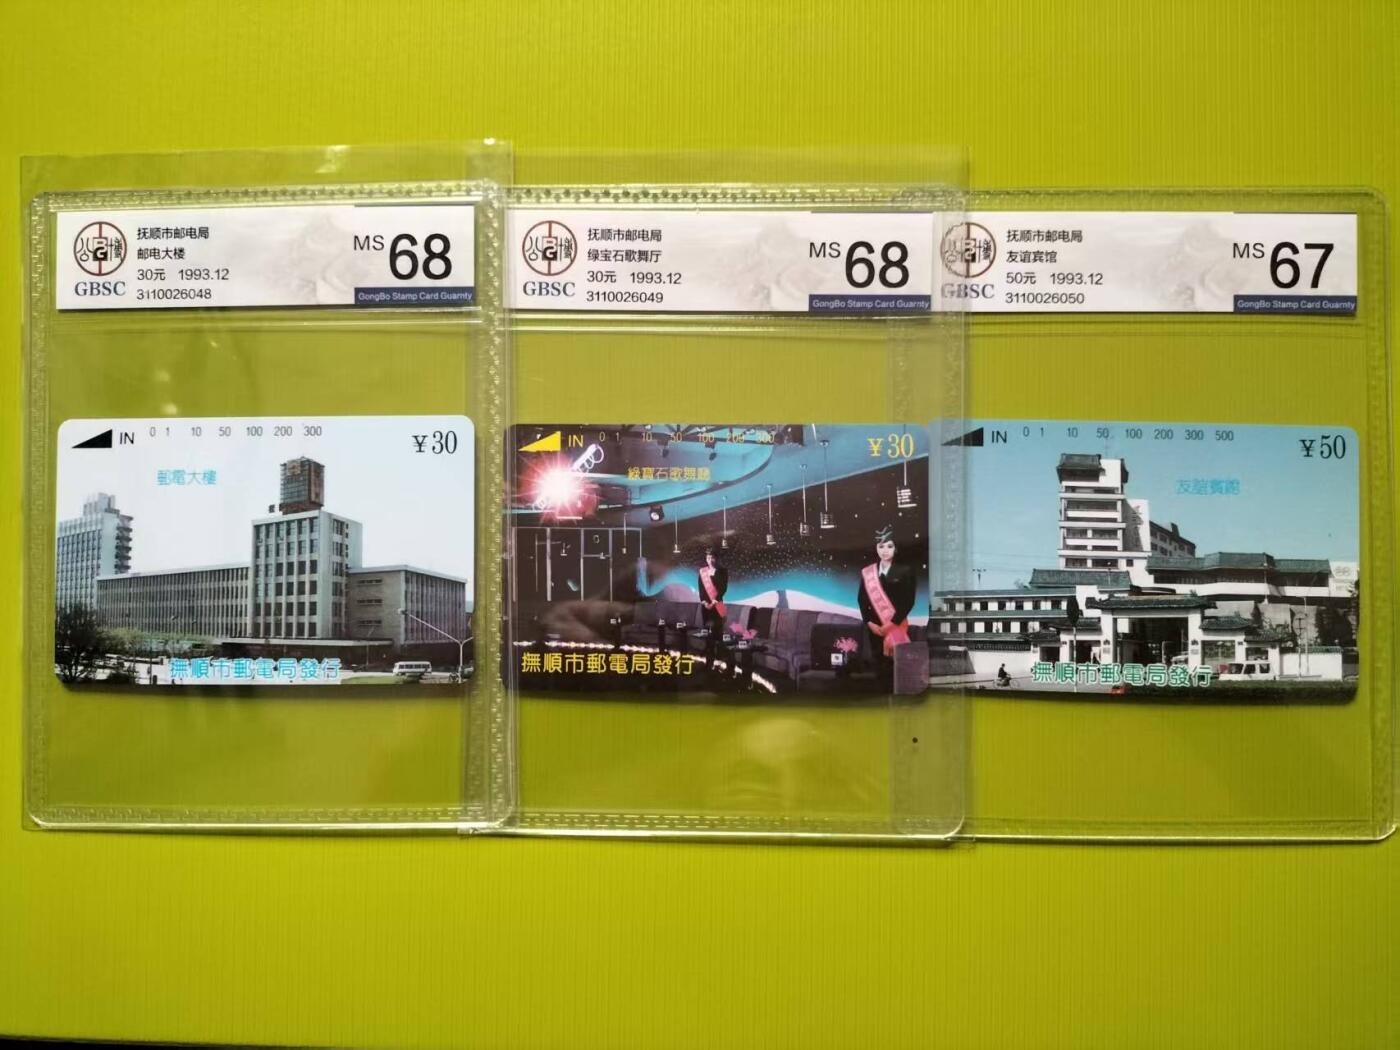 抚顺市邮电局
邮电大楼
30元 1993.12
3110026048
GBSC
MS 68
GongBo Stamp Card Guarnty
IN 0 1 10 50 100 200 300
¥30
郵電大樓
撫順市郵電局發行
抚顺市邮电局
绿宝石歌舞厅
30元 1993.12
3110026049
GBSC
MS 68
GongBo Stamp Card Guarnty
IN 0 1 10 50 100 200 300
¥30
綠寶石歌舞廳
撫順市郵電局發行
抚顺市邮电局
友谊宾馆
50元 1993.12
3110026050
GBSC
MS 67
GongBo Stamp Card Guarnty
IN 0 1 10 50 100 200 300 500
¥50
友誼賓館
撫順市郵電局發行